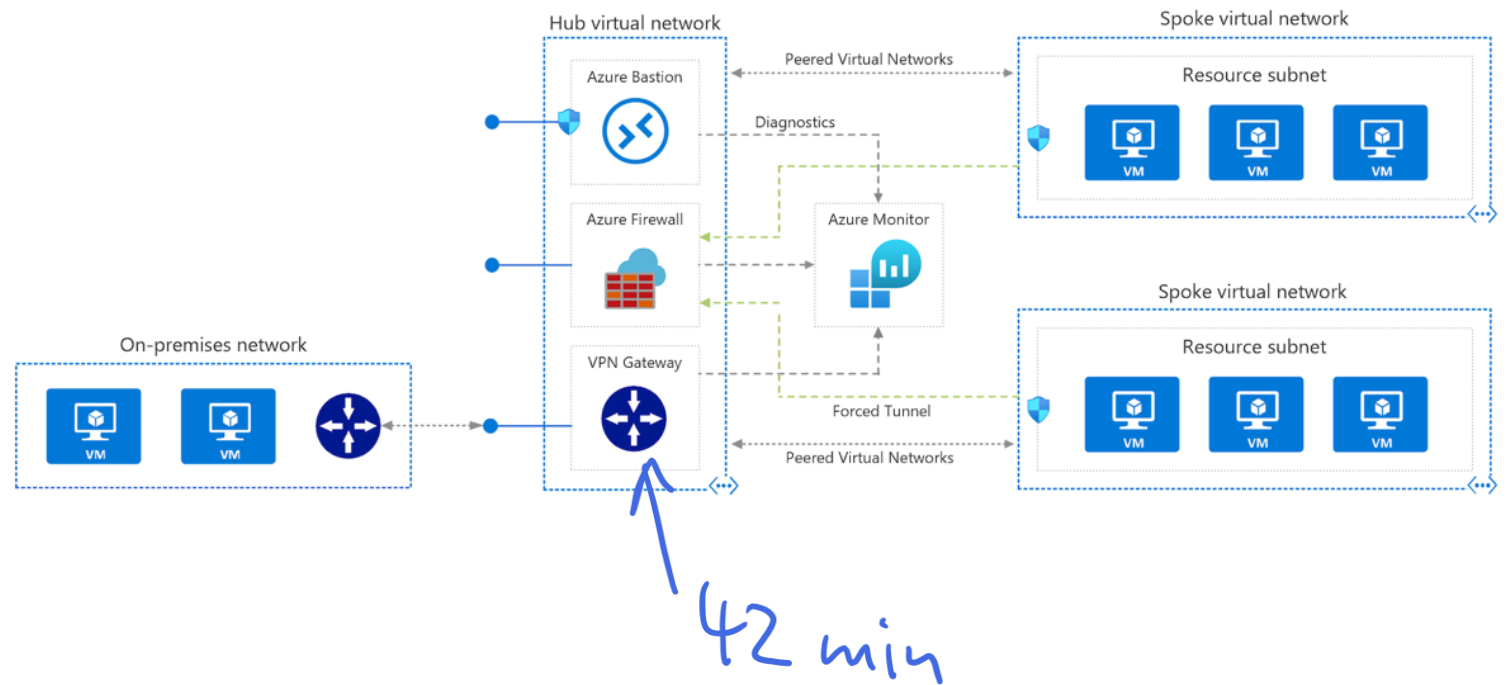 Hub virtual network
Spoke virtual network
Azure Bastion
Peered Virtual Networks
Resource subnet
Diagnostics
VM
VM
VM
Azure Firewall
Azure Monitor
Spoke virtual network
On-premises network
VPN Gateway
Resource subnet
VM
VM
Forced Tunnel
VM
VM
VM
Peered Virtual Networks
42 min